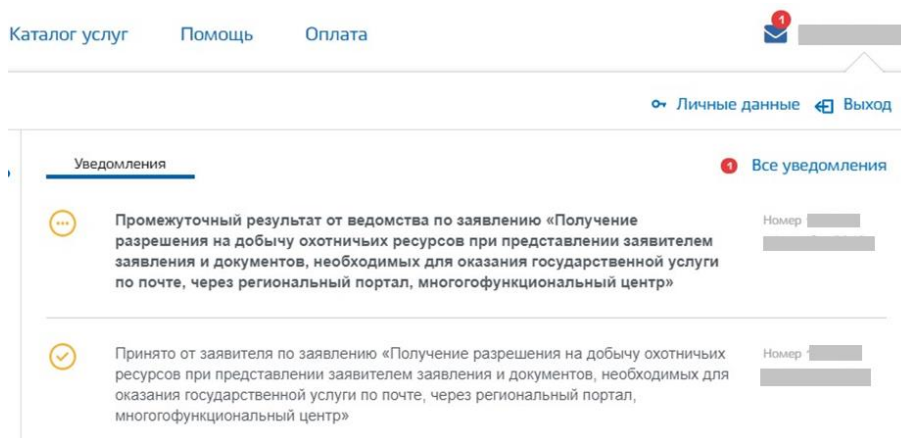 Каталог услуг Помощь Оплата 1
Личные данные Выход
Уведомления 1 Все уведомления
Промежуточный результат от ведомства по заявлению «Получение Номер
разрешения на добычу охотничьих ресурсов при представлении заявителем
заявления и документов, необходимых для оказания государственной услуги
по почте, через региональный портал, многогофункциональный центр»
Принято от заявителя по заявлению «Получение разрешения на добычу охотничьих Номер
ресурсов при представлении заявителем заявления и документов, необходимых для
оказания государственной услуги по почте, через региональный портал,
многогофункциональный центр»